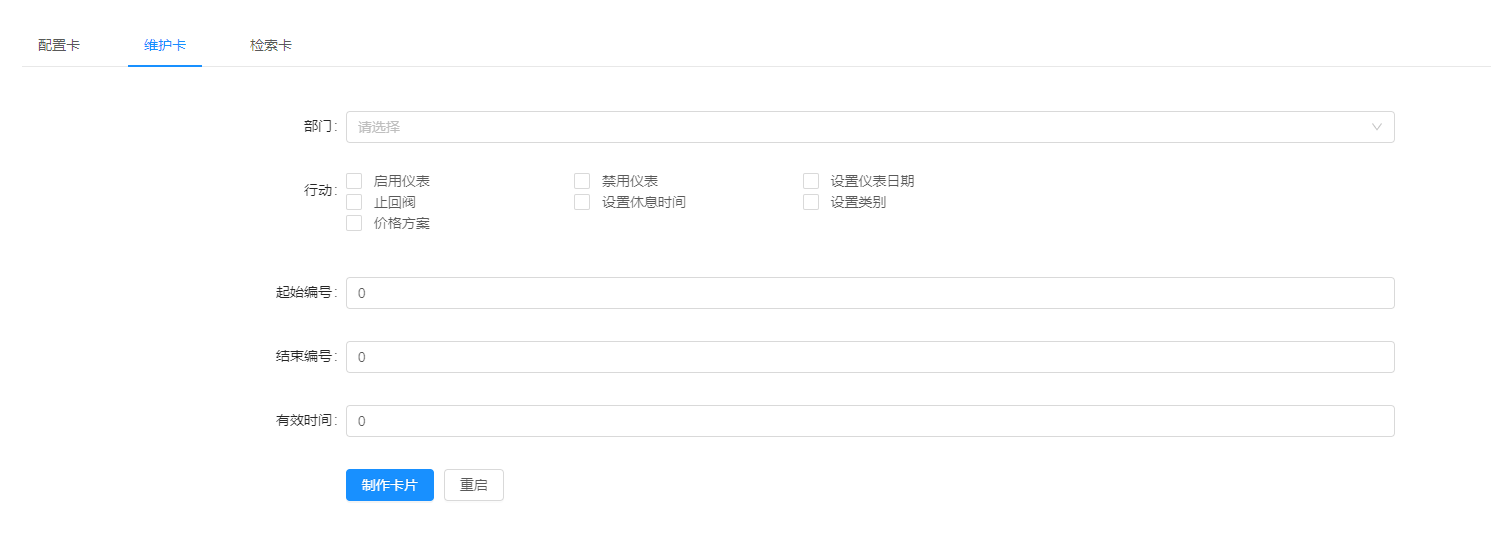 配置卡 维护卡 检索卡
部门: 请选择
行动: 启用仪表 禁用仪表 设置仪表日期
止回阀 设置休息时间 设置类别
价格方案
起始编号: 0
结束编号: 0
有效时间: 0
制作卡片 重启